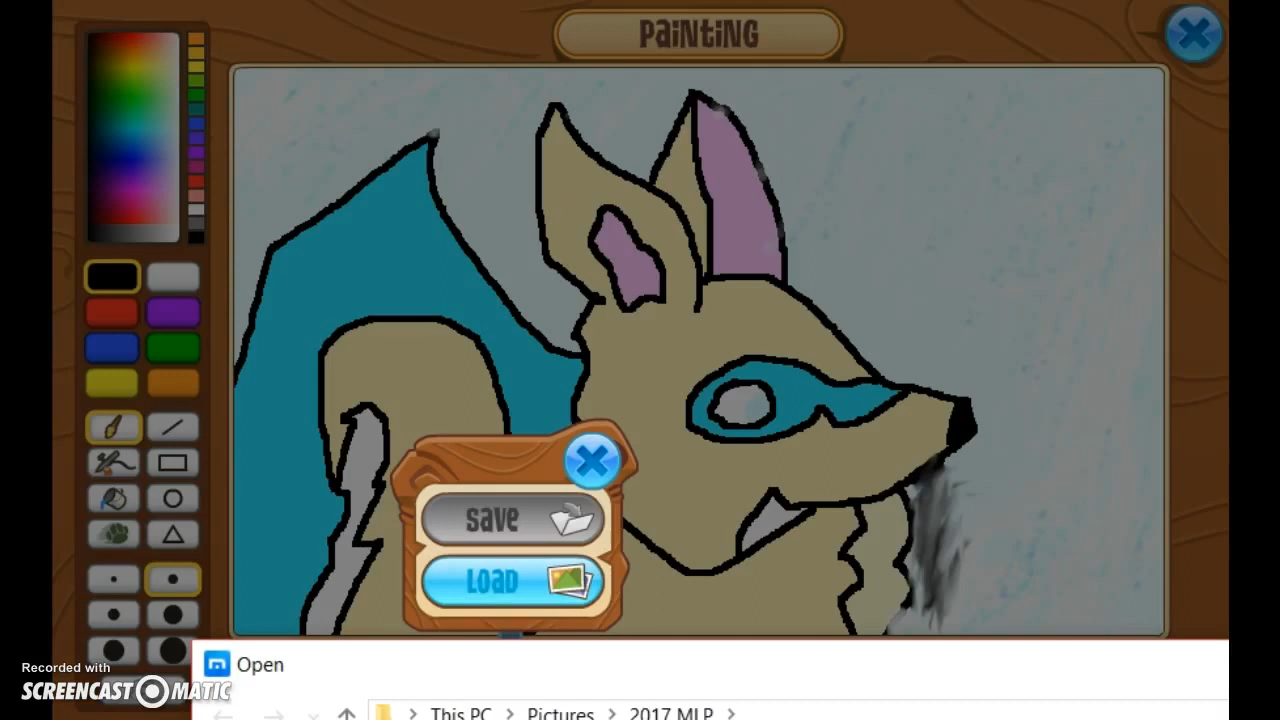 PAINTING
SAVE
LOAD
Recorded with
SCREENCAST MATIC
Open
This PC > Pictures > 2017 MLP >